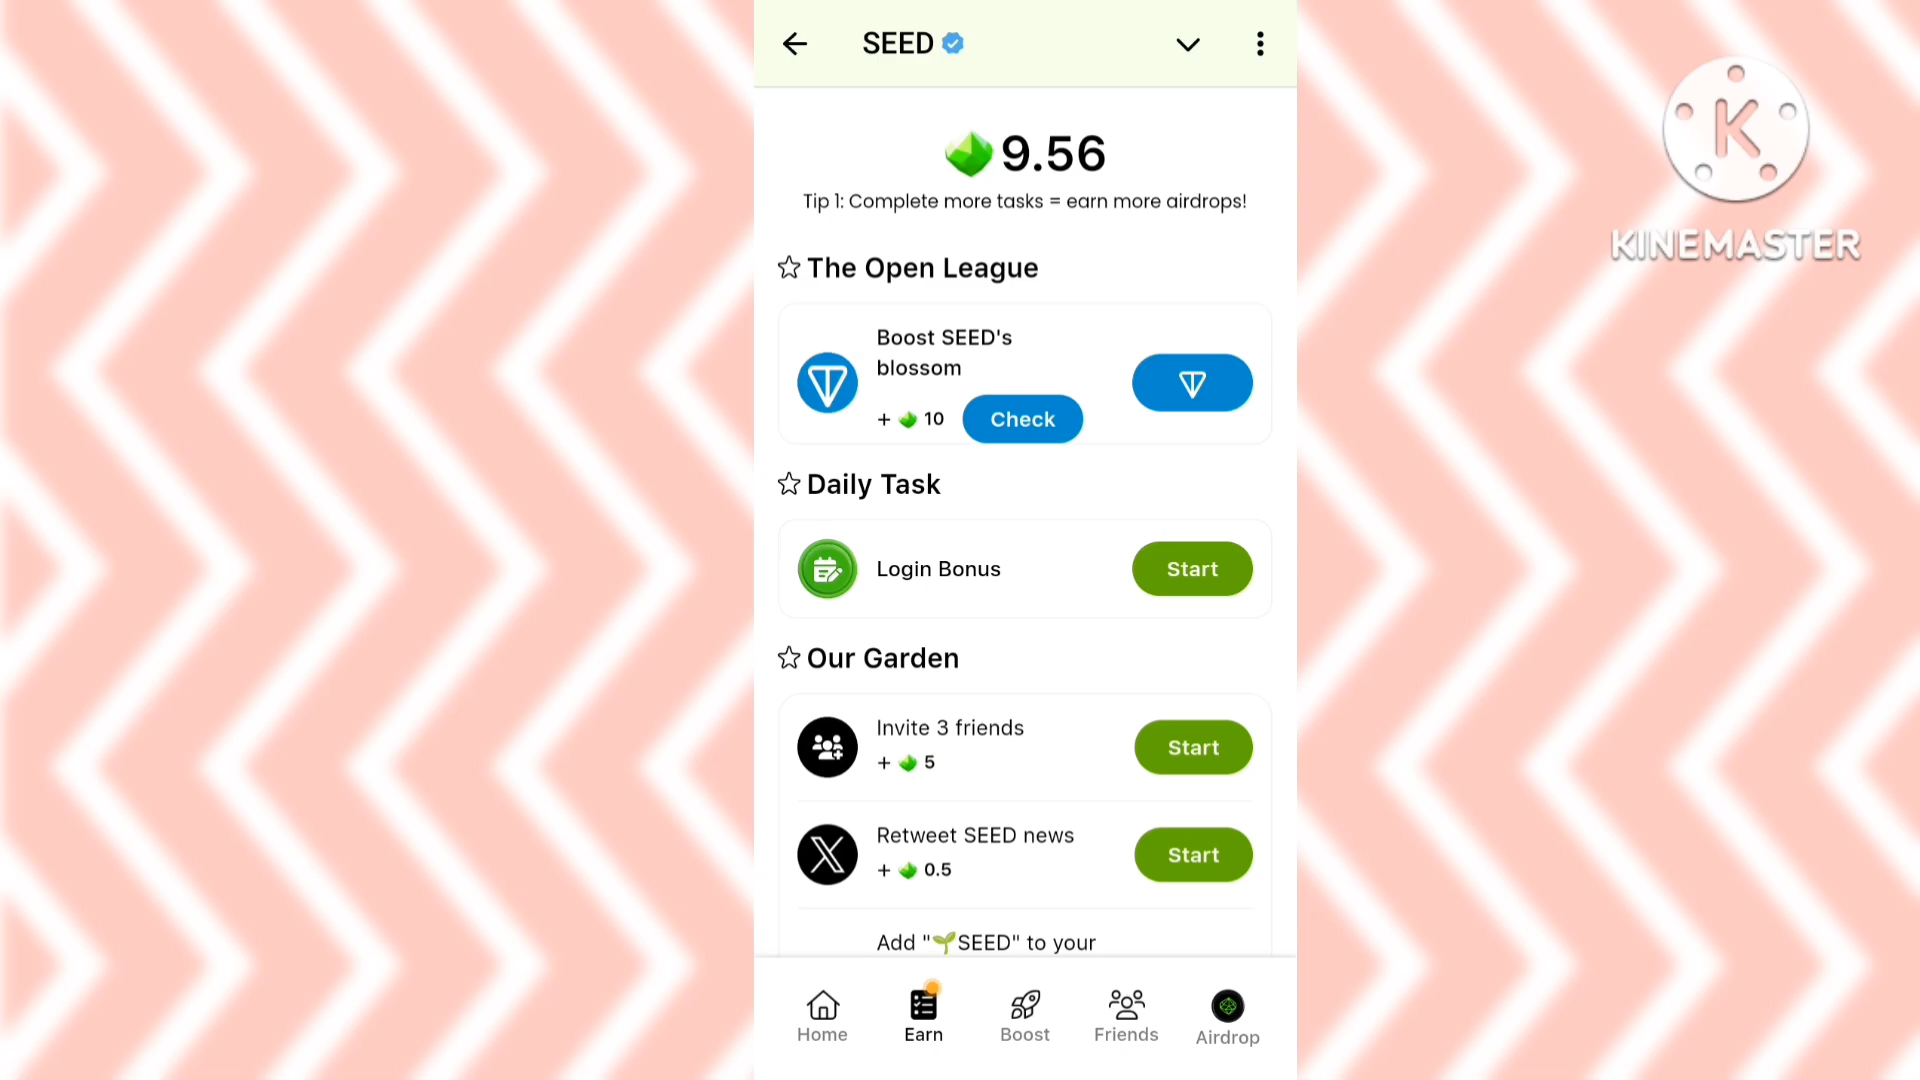 SEED
K
KINEMASTER
9.56
Tip 1: Complete more tasks = earn more airdrops!
The Open League
Boost SEED's
blossom
+ 10 Check
Daily Task
Login Bonus Start
Our Garden
Invite 3 friends
+ 5
Start
Retweet SEED news
+ 0.5
Start
Add "🌱SEED" to your
Home Earn Boost Friends Airdrop